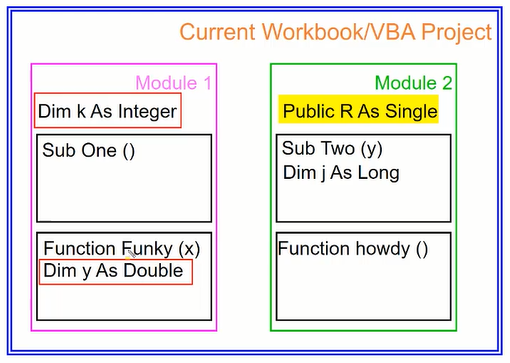 Current Workbook/VBA Project
Module 1
Dim k As Integer
Sub One ()
Function Funky (x)
Dim y As Double
Module 2
Public R As Single
Sub Two (y)
Dim j As Long
Function howdy ()